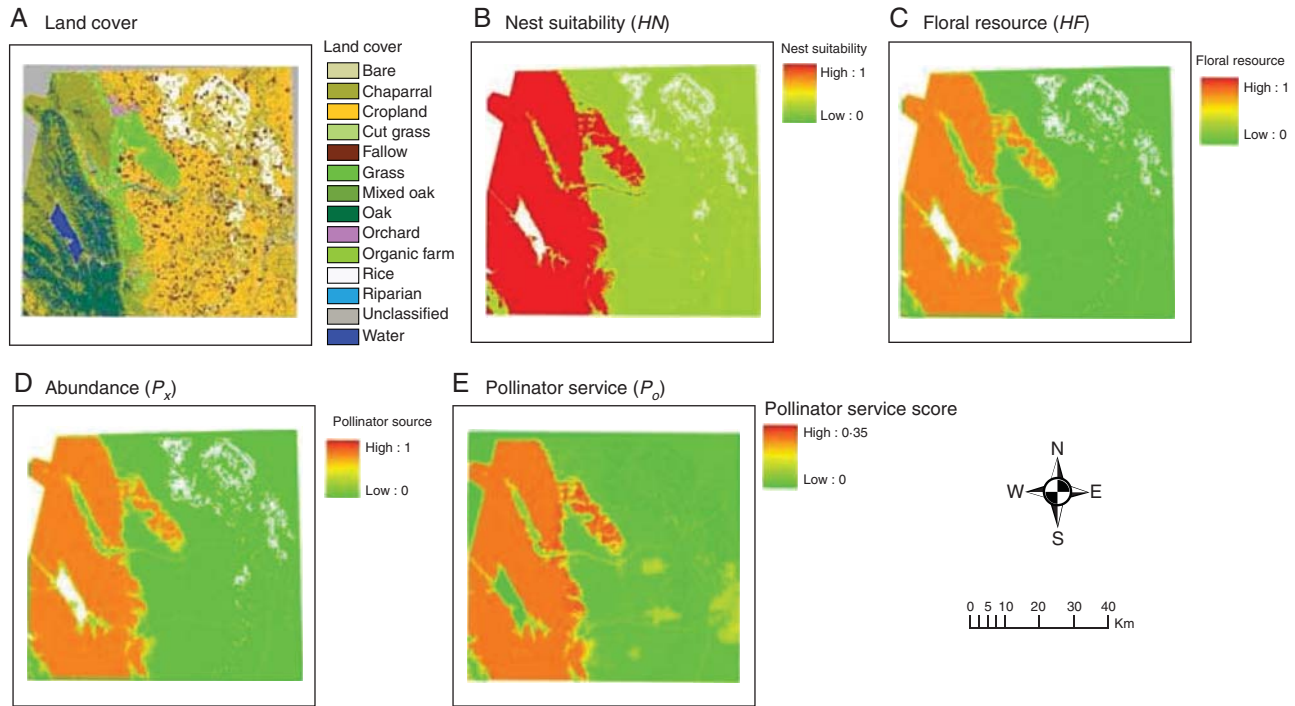 A Land cover
Land cover
Bare
Chaparral
Cropland
Cut grass
Fallow
Grass
Mixed oak
Oak
Orchard
Organic farm
Rice
Riparian
Unclassified
Water
B Nest suitability (HN)
Nest suitability
High : 1
Low : 0
C Floral resource (HF)
Floral resource
High : 1
Low : 0
D Abundance (Px)
Pollinator source
High : 1
Low : 0
E Pollinator service (Po)
Pollinator service score
High : 0·35
Low : 0
N
W E
S
0 5 10 20 30 40
Km